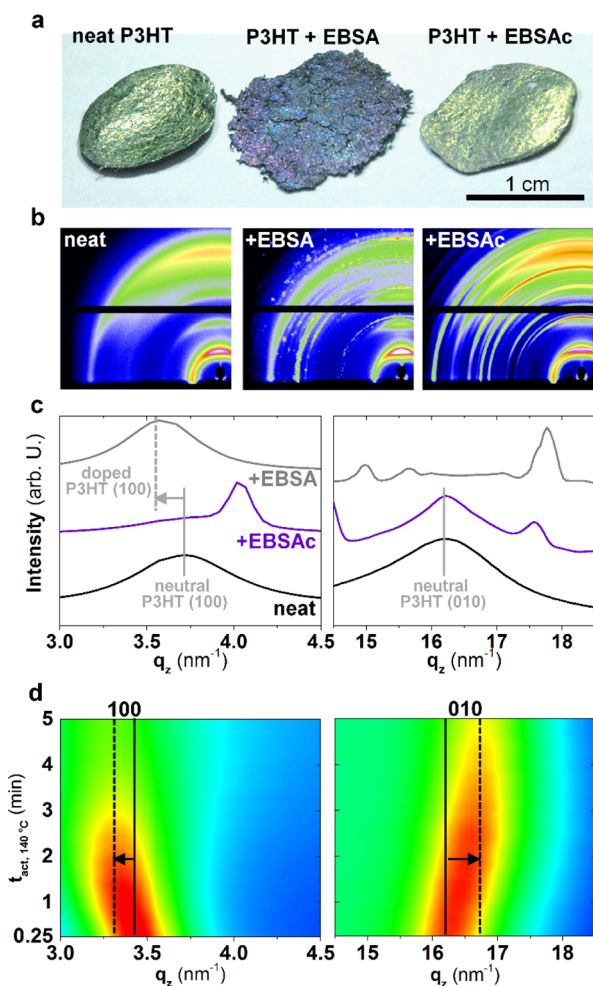 a
neat P3HT
P3HT + EBSA
P3HT + EBSAc
1 cm
b
neat
+EBSA
+EBSAc
c
Intensity (arb. U.)
doped
P3HT (100)
+EBSA
+EBSAc
neutral
P3HT (100)
neat
3.0 3.5 4.0 4.5
qz (nm-1)
neutral
P3HT (010)
15 16 17 18
qz (nm-1)
d
100
010
tact, 140 °C (min)
5
4
3
2
1
0.25
3.0 3.5 4.0 4.5
qz (nm-1)
15 16 17 18
qz (nm-1)